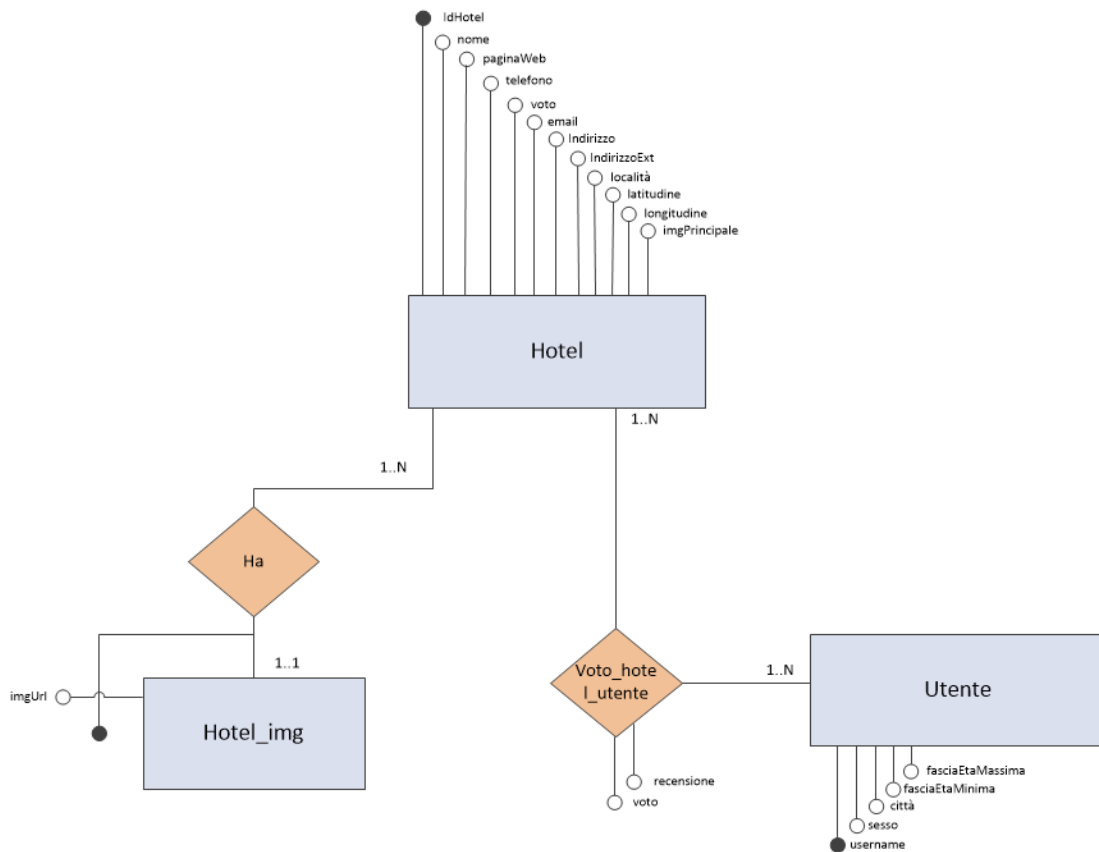 IdHotel
nome
paginaWeb
telefono
voto
email
Indirizzo
IndirizzoExt
località
latitudine
longitudine
imgPrincipale
Hotel
1..N
1..N
Ha
1..1
imgUrl
Hotel_img
Voto_hote
l_utente
1..N
Utente
recensione
voto
fasciaEtaMassima
fasciaEtaMinima
città
sesso
username